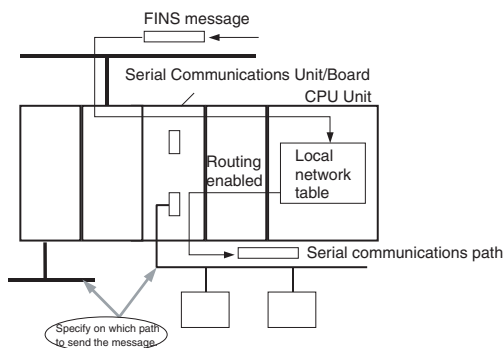 FINS message
Serial Communications Unit/Board
CPU Unit
Routing
enabled
Local
network
table
Serial communications path
Specify on which path
to send the message.